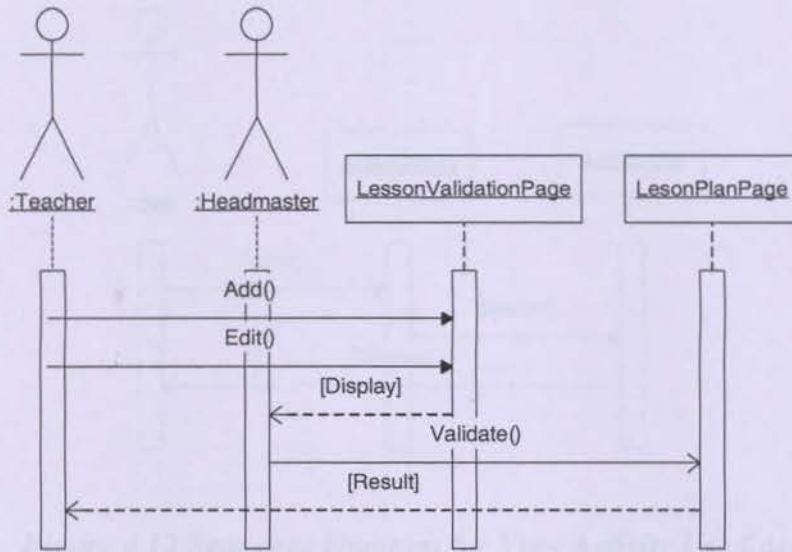 :Teacher
:Headmaster
LessonValidationPage
LesonPlanPage
Add()
Edit()
[Display]
Validate()
[Result]